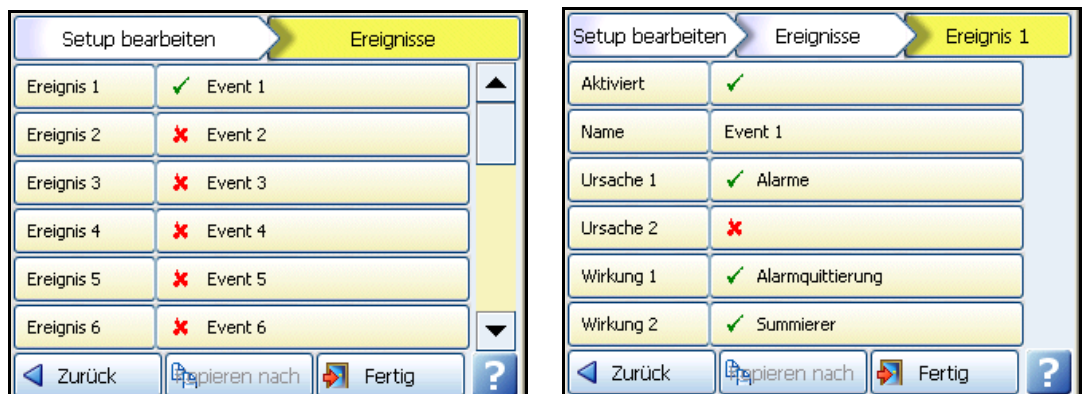 Setup bearbeiten Ereignisse
Ereignis 1 Event 1
Ereignis 2 Event 2
Ereignis 3 Event 3
Ereignis 4 Event 4
Ereignis 5 Event 5
Ereignis 6 Event 6
Zurück Kopieren nach Fertig ?
Setup bearbeiten Ereignisse Ereignis 1
Aktiviert
Name Event 1
Ursache 1 Alarme
Ursache 2
Wirkung 1 Alarmquittierung
Wirkung 2 Summierer
Zurück Kopieren nach Fertig ?